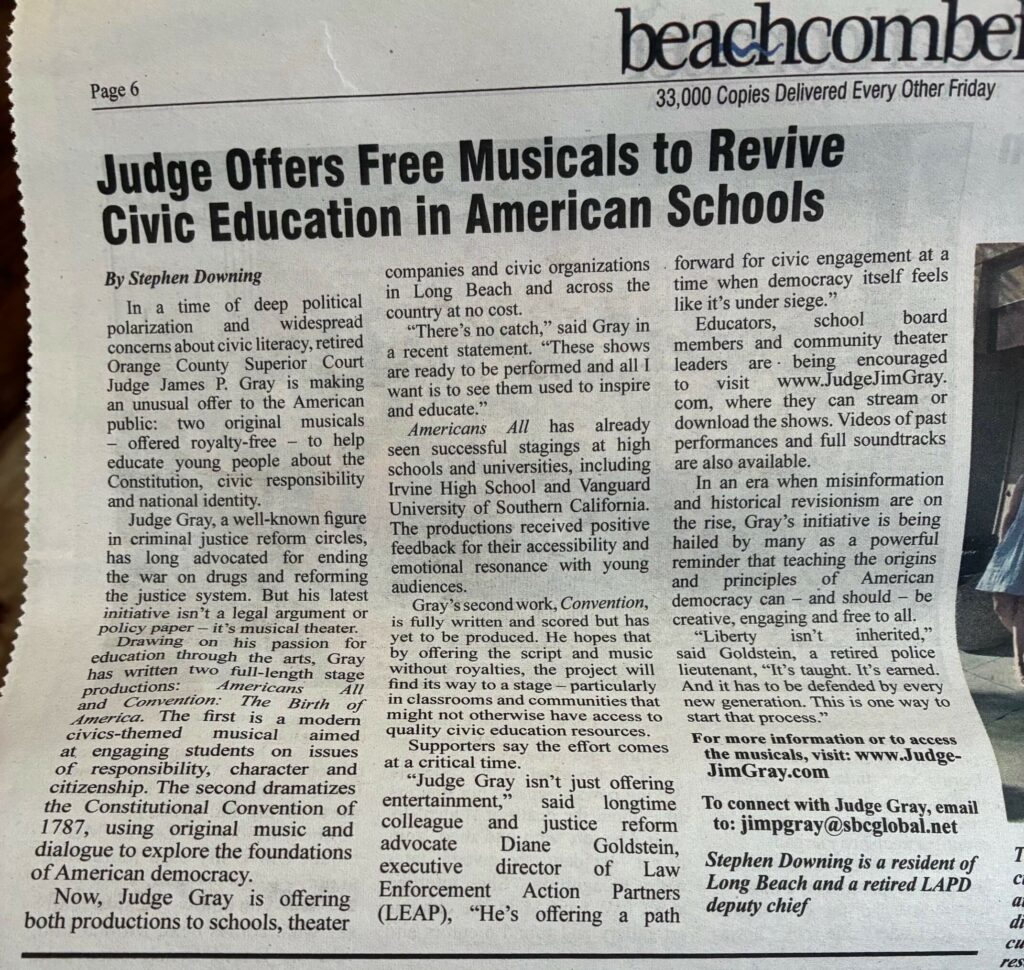 beachcomber
Page 6
33,000 Copies Delivered Every Other Friday
Judge Offers Free Musicals to Revive
Civic Education in American Schools
By Stephen Downing
In a time of deep political
polarization and widespread
concerns about civic literacy, retired
Orange County Superior Court
Judge James P. Gray is making
an unusual offer to the American
public: two original musicals
– offered royalty-free – to help
educate young people about the
Constitution, civic responsibility
and national identity.
Judge Gray, a well-known figure
in criminal justice reform circles,
has long advocated for ending
the war on drugs and reforming
the justice system. But his latest
initiative isn't a legal argument or
policy paper – it's musical theater.
Drawing on his passion for
education through the arts, Gray
has written two full-length stage
productions: Americans All
and Convention: The Birth of
America. The first is a modern
civics-themed musical aimed
at engaging students on issues
of responsibility, character and
citizenship. The second dramatizes
the Constitutional Convention of
1787, using original music and
dialogue to explore the foundations
of American democracy.
Now, Judge Gray is offering
both productions to schools, theater
companies and civic organizations
in Long Beach and across the
country at no cost.
"There's no catch," said Gray in
a recent statement. "These shows
are ready to be performed and all I
want is to see them used to inspire
and educate."
Americans All has already
seen successful stagings at high
schools and universities, including
Irvine High School and Vanguard
University of Southern California.
The productions received positive
feedback for their accessibility and
emotional resonance with young
audiences.
Gray's second work, Convention,
is fully written and scored but has
yet to be produced. He hopes that
by offering the script and music
without royalties, the project will
find its way to a stage – particularly
in classrooms and communities that
might not otherwise have access to
quality civic education resources.
Supporters say the effort comes
at a critical time.
"Judge Gray isn't just offering
entertainment," said longtime
colleague and justice reform
advocate Diane Goldstein,
executive director of Law
Enforcement Action Partners
(LEAP), "He's offering a path
forward for civic engagement at a
time when democracy itself feels
like it's under siege."
Educators, school board
members and community theater
leaders are being encouraged
to visit www.JudgeJimGray.
com, where they can stream or
download the shows. Videos of past
performances and full soundtracks
are also available.
In an era when misinformation
and historical revisionism are on
the rise, Gray's initiative is being
hailed by many as a powerful
reminder that teaching the origins
and principles of American
democracy can – and should – be
creative, engaging and free to all.
"Liberty isn't inherited,"
said Goldstein, a retired police
lieutenant, "It's taught. It's earned.
And it has to be defended by every
new generation. This is one way to
start that process."
For more information or to access
the musicals, visit: www.Judge-
JimGray.com
To connect with Judge Gray, email
to: jimpgray@sbcglobal.net
Stephen Downing is a resident of
Long Beach and a retired LAPD
deputy chief